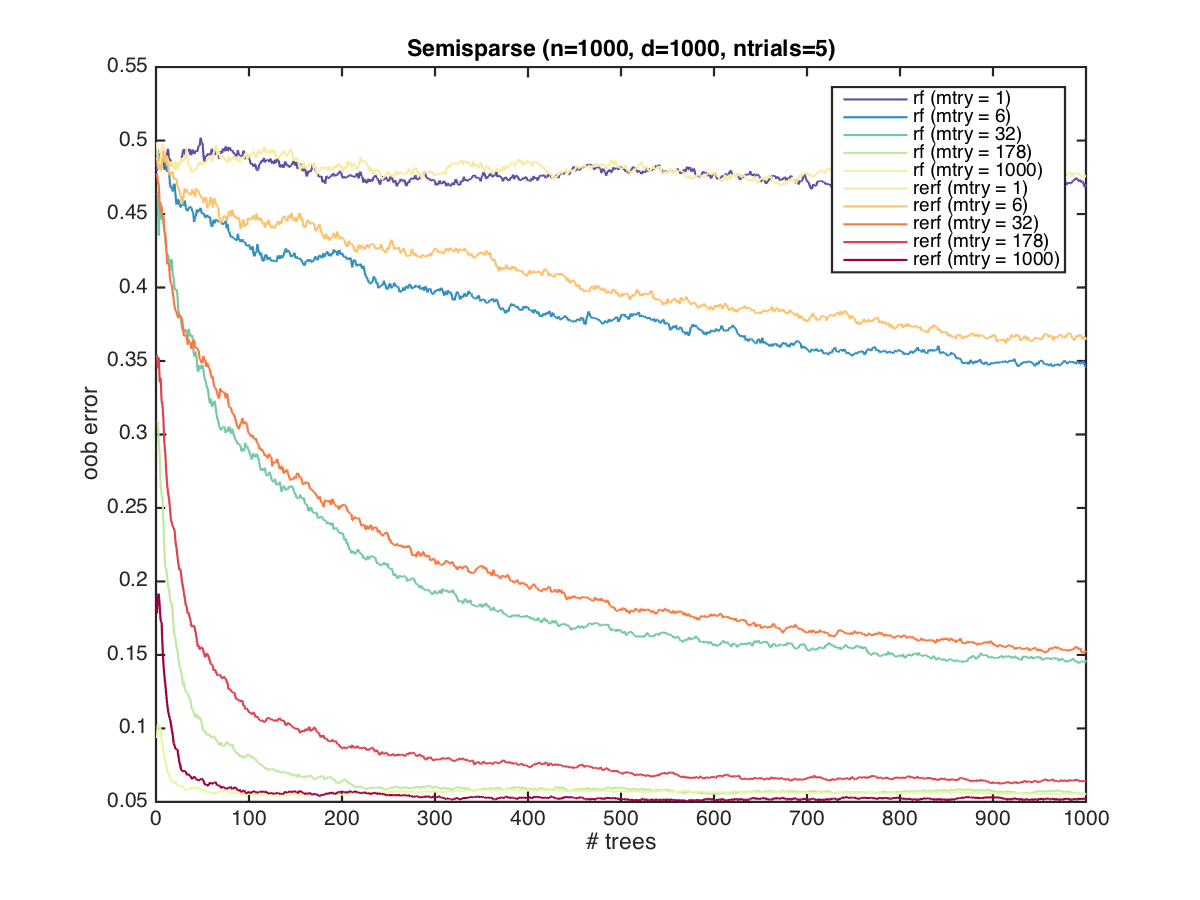 Semisparse (n=1000, d=1000, ntrials=5)
0.55
0.5
0.45
0.4
0.35
0.3
0.25
0.2
0.15
0.1
0.05
oob error
rf (mtry = 1)
rf (mtry = 6)
rf (mtry = 32)
rf (mtry = 178)
rf (mtry = 1000)
rerf (mtry = 1)
rerf (mtry = 6)
rerf (mtry = 32)
rerf (mtry = 178)
rerf (mtry = 1000)
0 100 200 300 400 500 600 700 800 900 1000
# trees